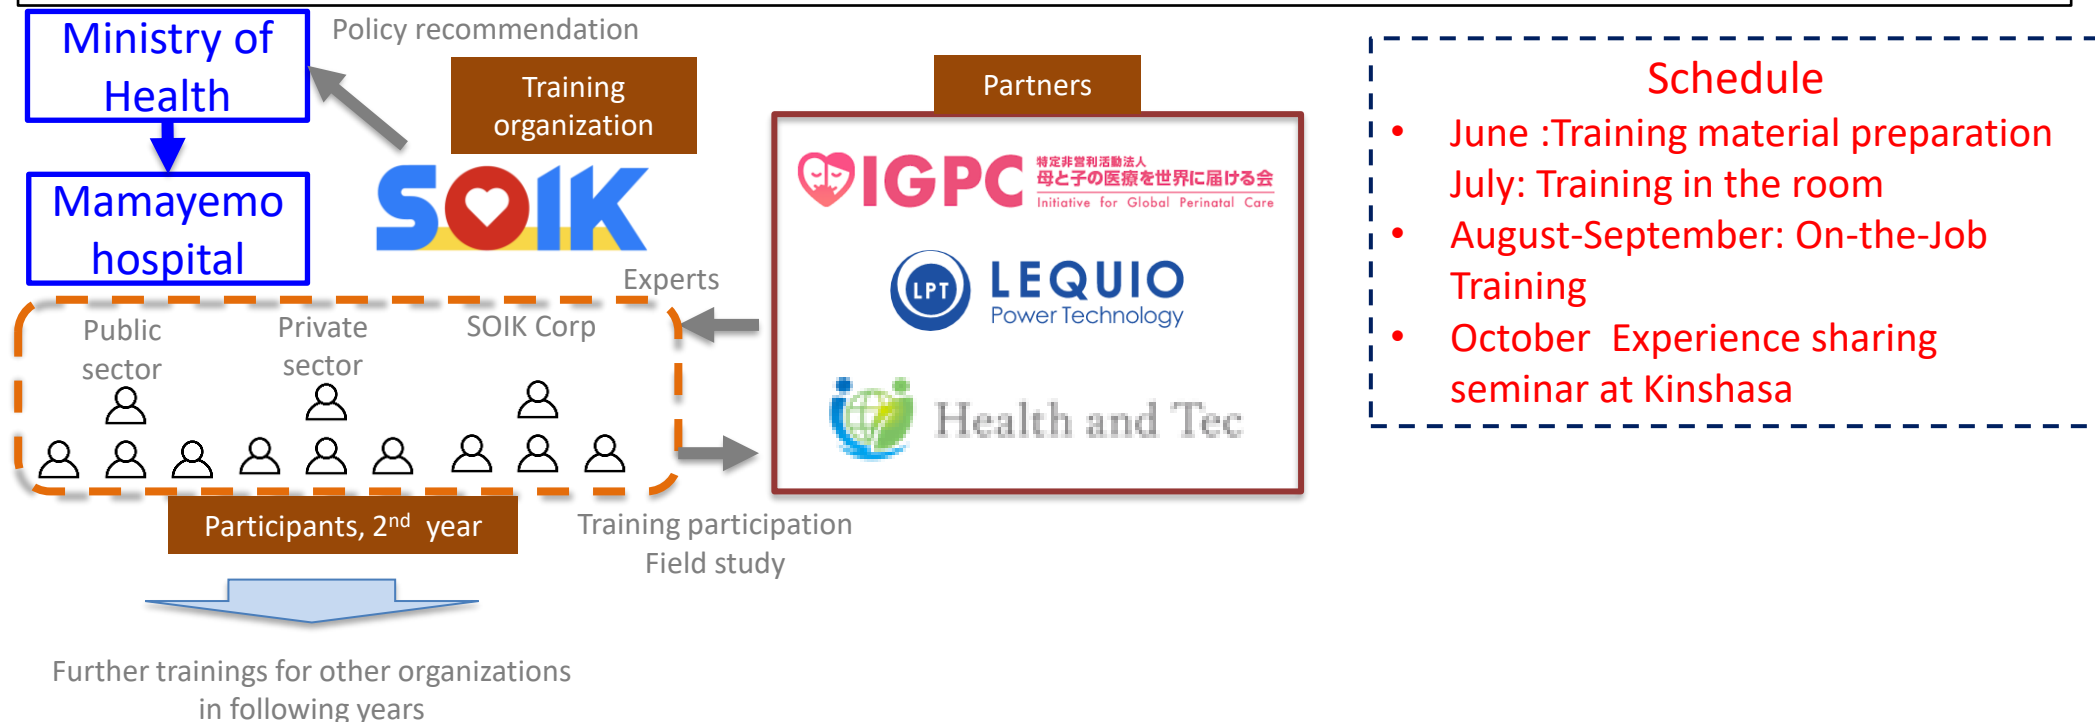 Ministry of
Health
Policy recommendation
Training
organization
SOIK
Mamayemo
hospital
Experts
Public
sector
Private
sector
SOIK Corp
Participants, 2nd year
Training participation
Field study
Further trainings for other organizations
in following years
Partners
IGPC
特定非営利活動法人
母と子の医療を世界に届ける会
Initiative for Global Perinatal Care
LPT
LEQUIO
Power Technology
Health and Tec
Schedule
• June :Training material preparation
July: Training in the room
• August-September: On-the-Job
Training
• October Experience sharing
seminar at Kinshasa